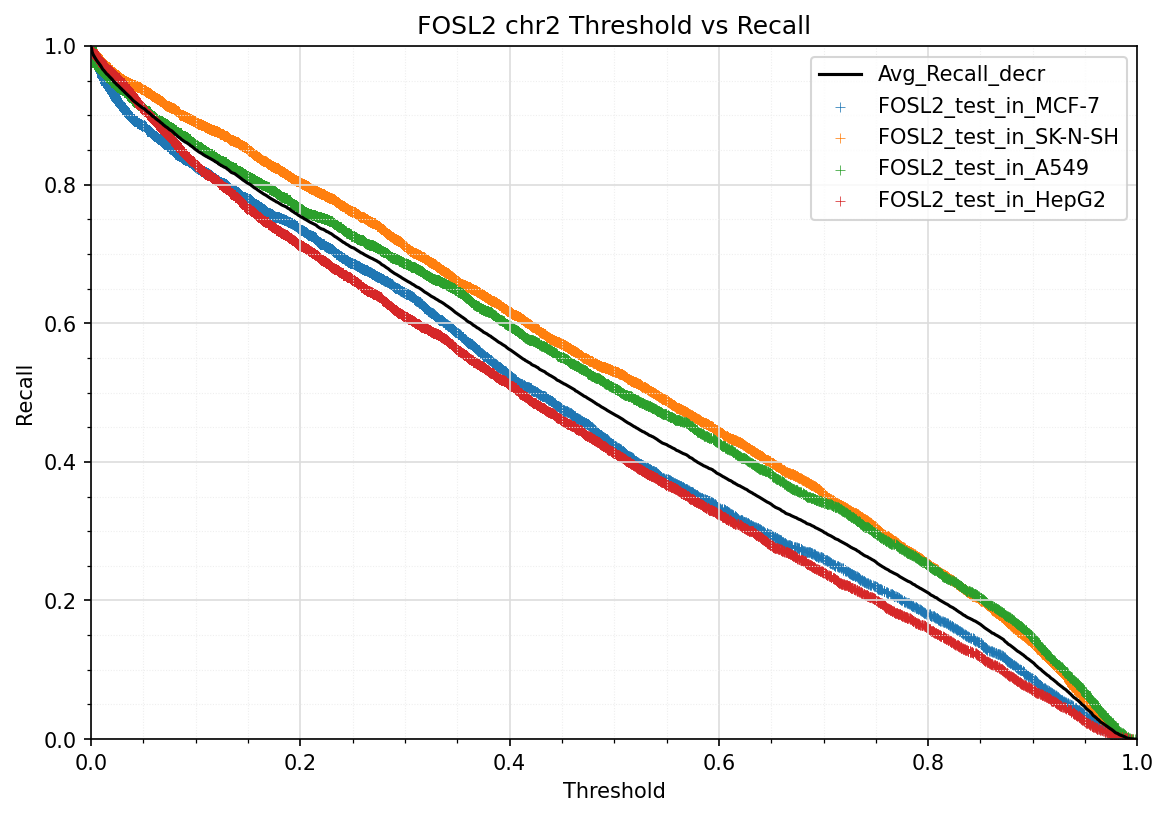 FOSL2 chr2 Threshold vs Recall
Avg_Recall_decr
FOSL2_test_in_MCF-7
FOSL2_test_in_SK-N-SH
FOSL2_test_in_A549
FOSL2_test_in_HepG2
1.0
0.8
0.6
0.4
0.2
0.0
Recall
0.0 0.2 0.4 0.6 0.8 1.0
Threshold